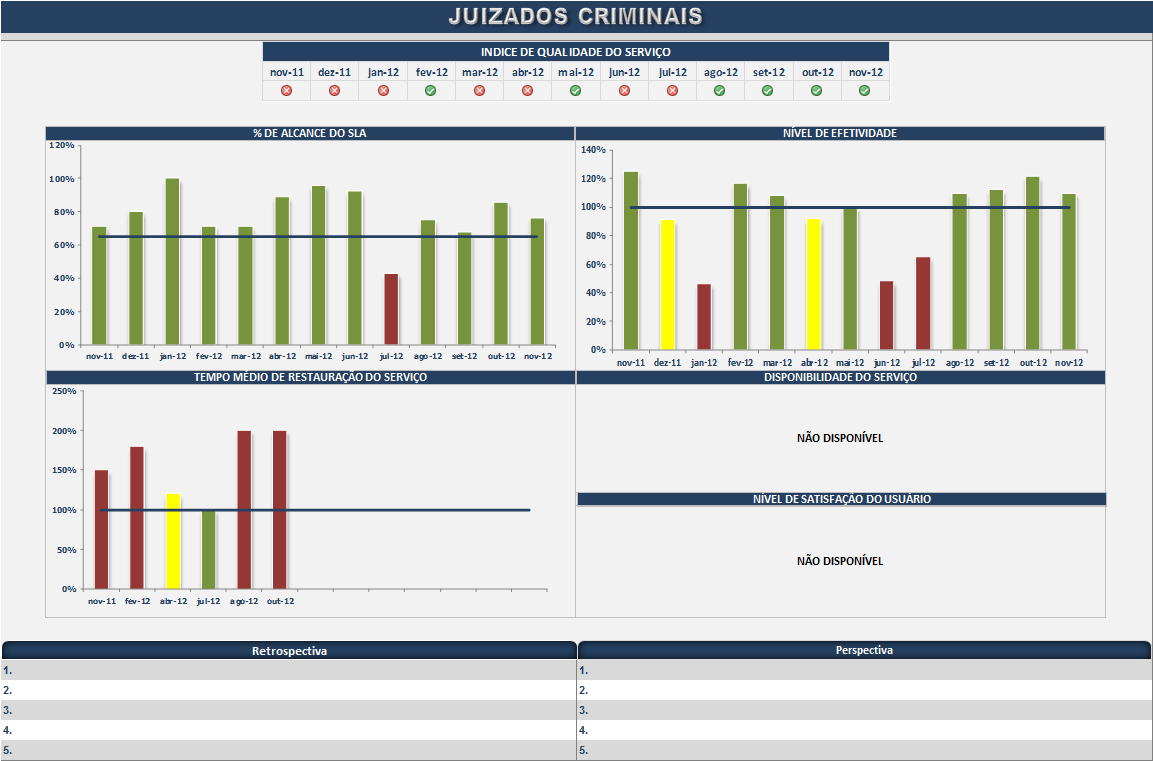 JUIZADOS CRIMINAIS
INDICE DE QUALIDADE DO SERVIÇO
nov-11 dez-11 jan-12 fev-12 mar-12 abr-12 mai-12 jun-12 jul-12 ago-12 set-12 out-12 nov-12
% DE ALCANCE DO SLA
120%
100%
80%
60%
40%
20%
0%
nov-11 dez-11 jan-12 fev-12 mar-12 abr-12 mai-12 jun-12 jul-12 ago-12 set-12 out-12 nov-12
NÍVEL DE EFETIVIDADE
140%
120%
100%
80%
60%
40%
20%
0%
nov-11 dez-11 jan-12 fev-12 mar-12 abr-12 mai-12 jun-12 jul-12 ago-12 set-12 out-12 nov-12
TEMPO MÉDIO DE RESTAURAÇÃO DO SERVIÇO
250%
200%
150%
100%
50%
0%
nov-11 fev-12 abr-12 jul-12 ago-12 out-12
DISPONIBILIDADE DO SERVIÇO
NÃO DISPONÍVEL
NÍVEL DE SATISFAÇÃO DO USUÁRIO
NÃO DISPONÍVEL
Retrospectiva
1.
2.
3.
4.
5.
Perspectiva
1.
2.
3.
4.
5.